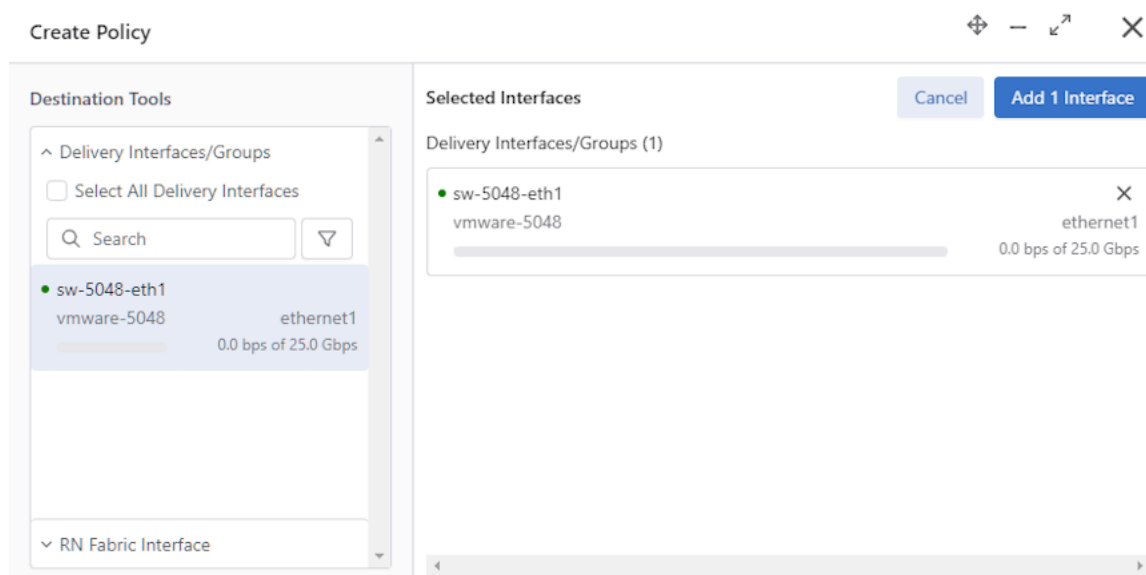 Create Policy
Destination Tools
Delivery Interfaces/Groups
Select All Delivery Interfaces
Search
sw-5048-eth1
vmware-5048 ethernet1
0.0 bps of 25.0 Gbps
RN Fabric Interface
Selected Interfaces
Cancel
Add 1 Interface
Delivery Interfaces/Groups (1)
sw-5048-eth1
vmware-5048 ethernet1
0.0 bps of 25.0 Gbps